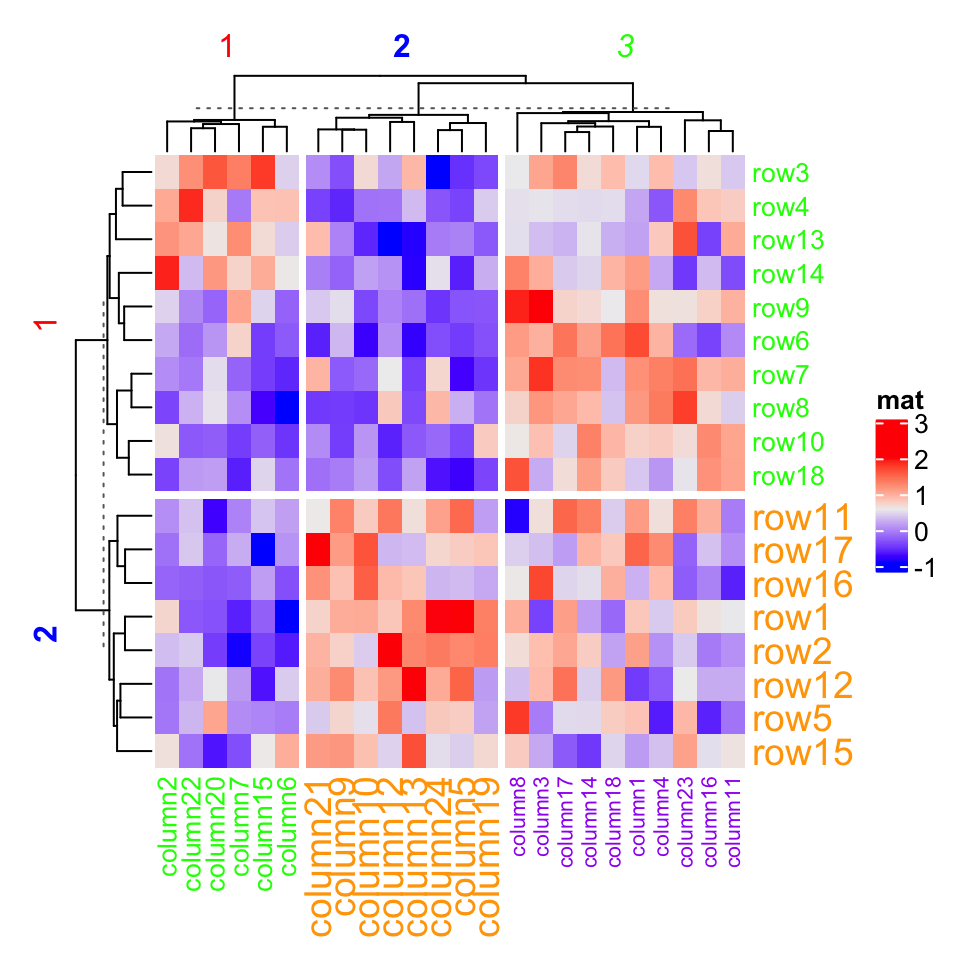 1
2
3
row3
row4
row13
row14
row9
row6
row7
row8
row10
row18
row11
row17
row16
row1
row2
row12
row5
row15
1
2
column2
column22
column20
column7
column15
column6
column21
column9
column10
column12
column13
column24
column5
column19
column8
column3
column17
column14
column18
column1
column4
column23
column16
column11
mat
3
2
1
0
-1